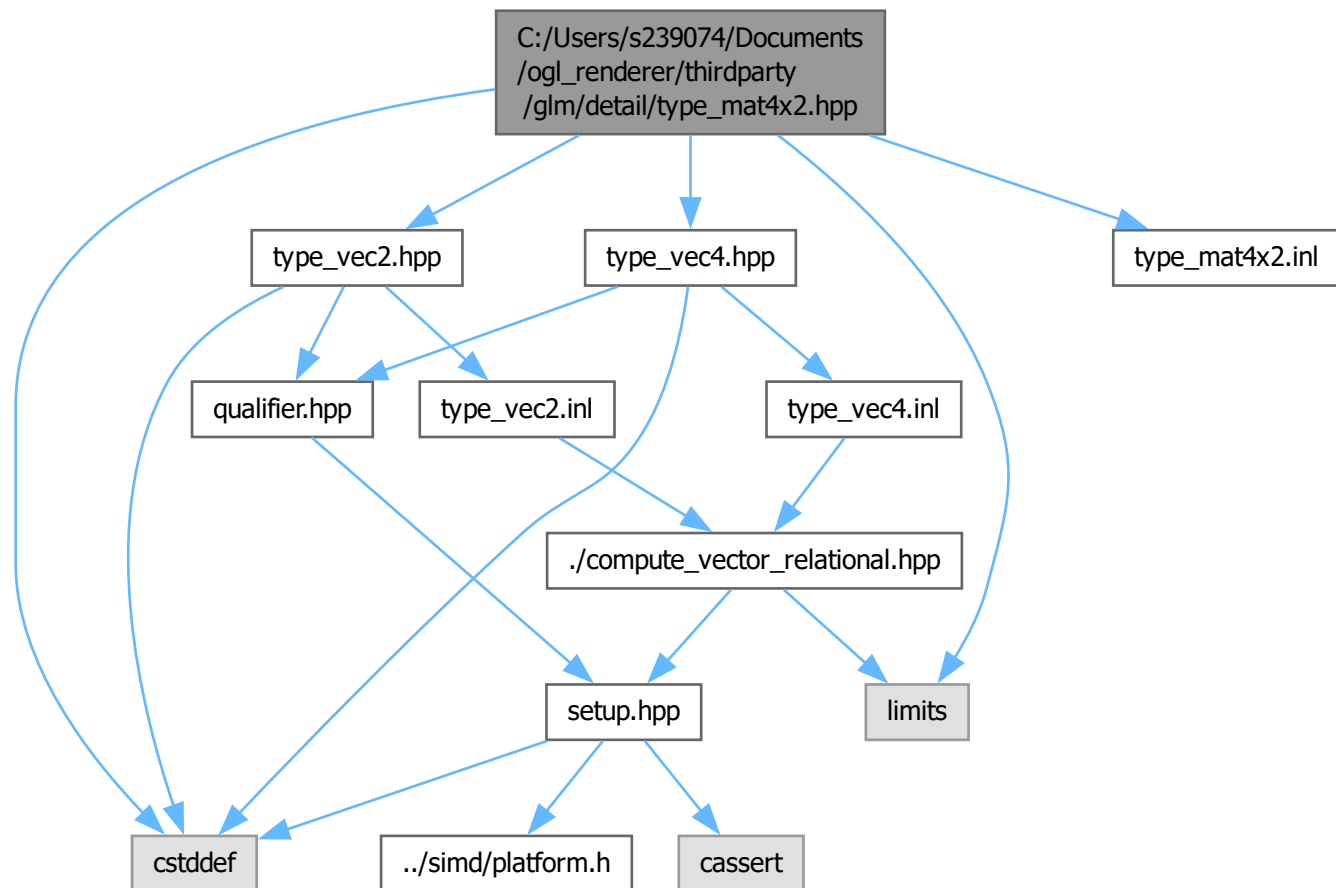 C:/Users/s239074/Documents
/ogl_renderer/thirdparty
/glm/detail/type_mat4x2.hpp
type_vec2.hpp
type_vec4.hpp
type_mat4x2.inl
qualifier.hpp
type_vec2.inl
type_vec4.inl
./compute_vector_relational.hpp
setup.hpp
limits
cstddef
../simd/platform.h
cassert